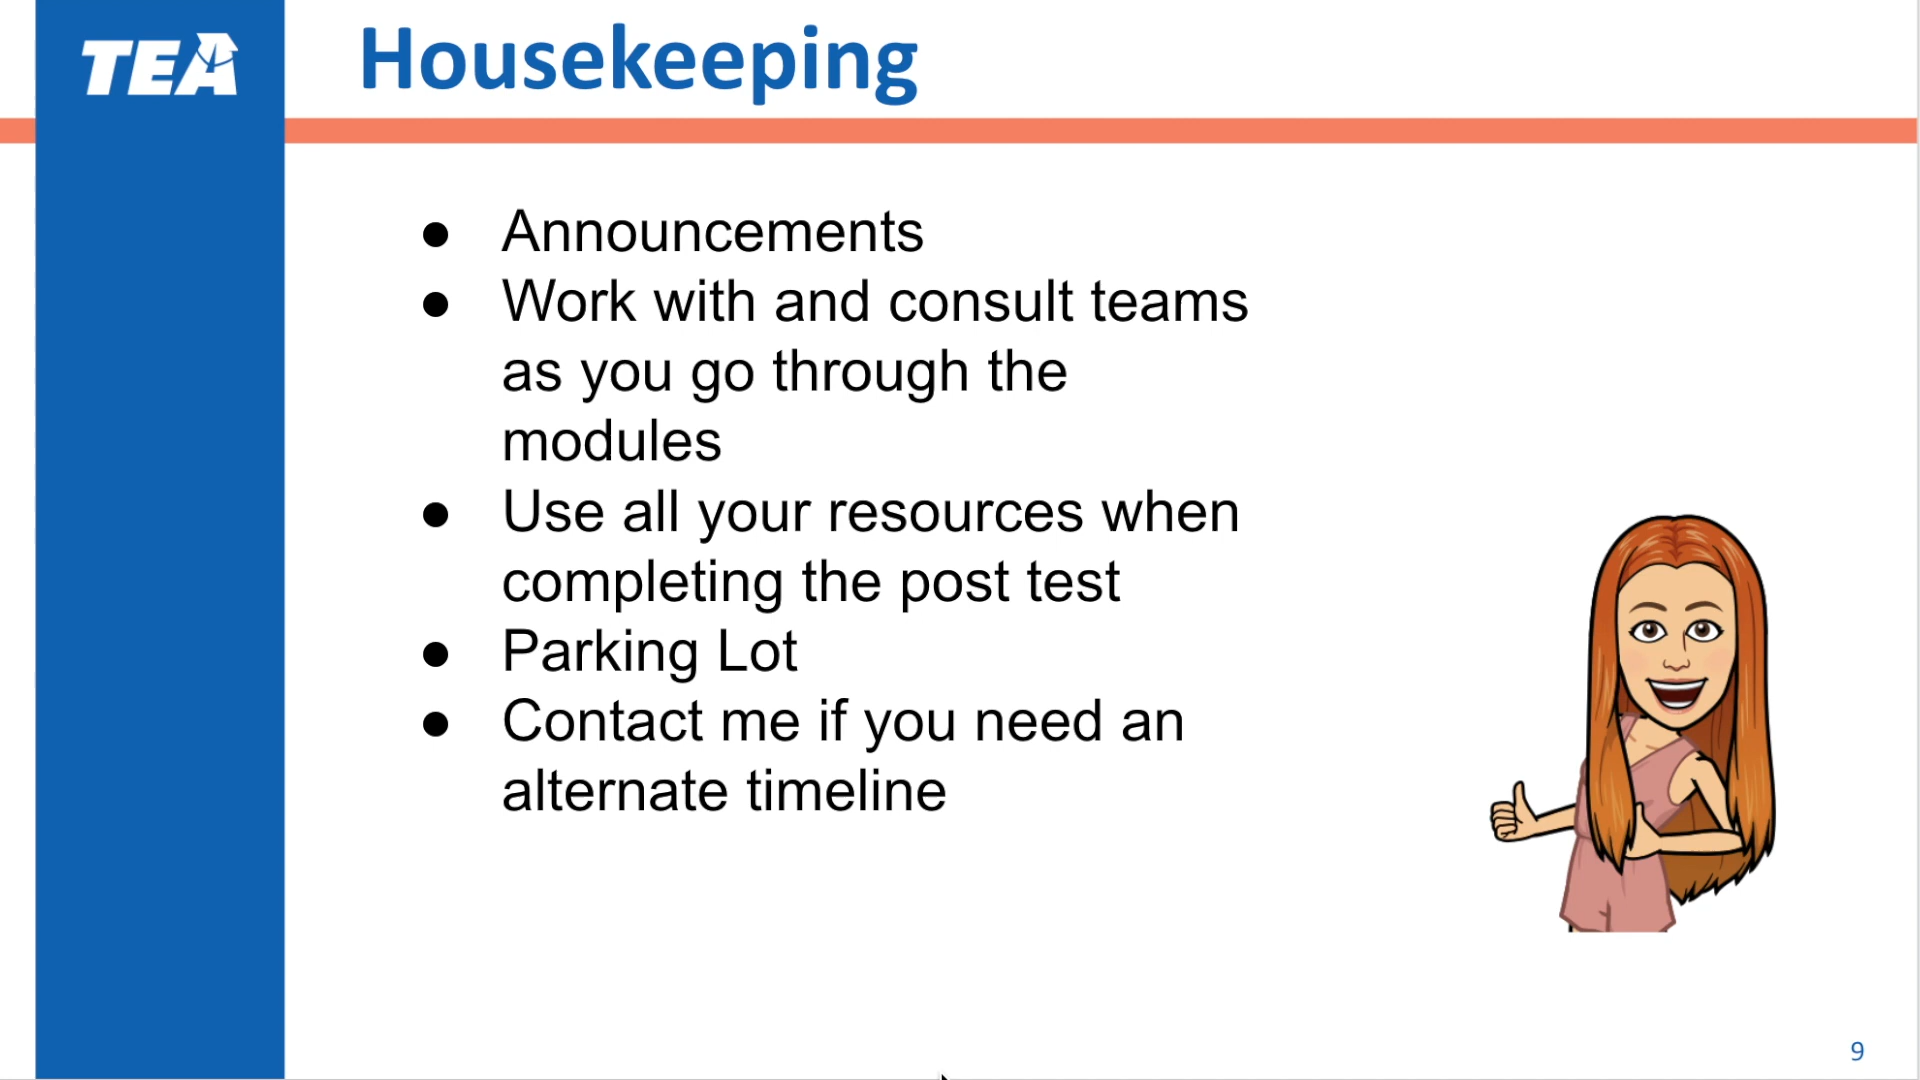 TEA
Housekeeping
● Announcements
● Work with and consult teams
as you go through the
modules
● Use all your resources when
completing the post test
● Parking Lot
● Contact me if you need an
alternate timeline
9